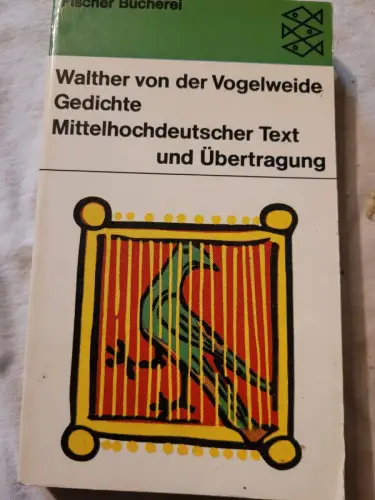 Fischer Bücherei
Walther von der Vogelweide
Gedichte
Mittelhochdeutscher Text
und Übertragung